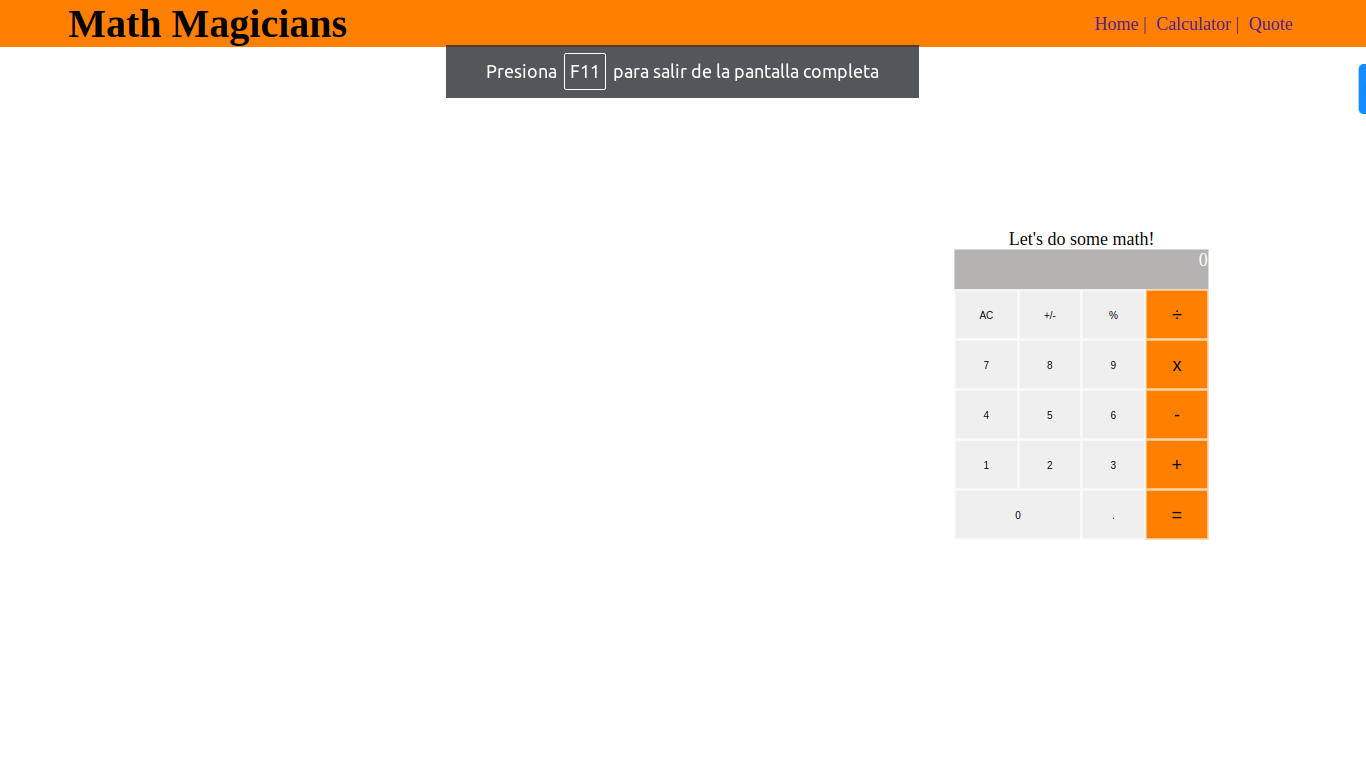 Math Magicians
Home | Calculator | Quote
Presiona F11 para salir de la pantalla completa
Let's do some math!
0
AC +/- % ÷
7 8 9 x
4 5 6 -
1 2 3 +
0 . =